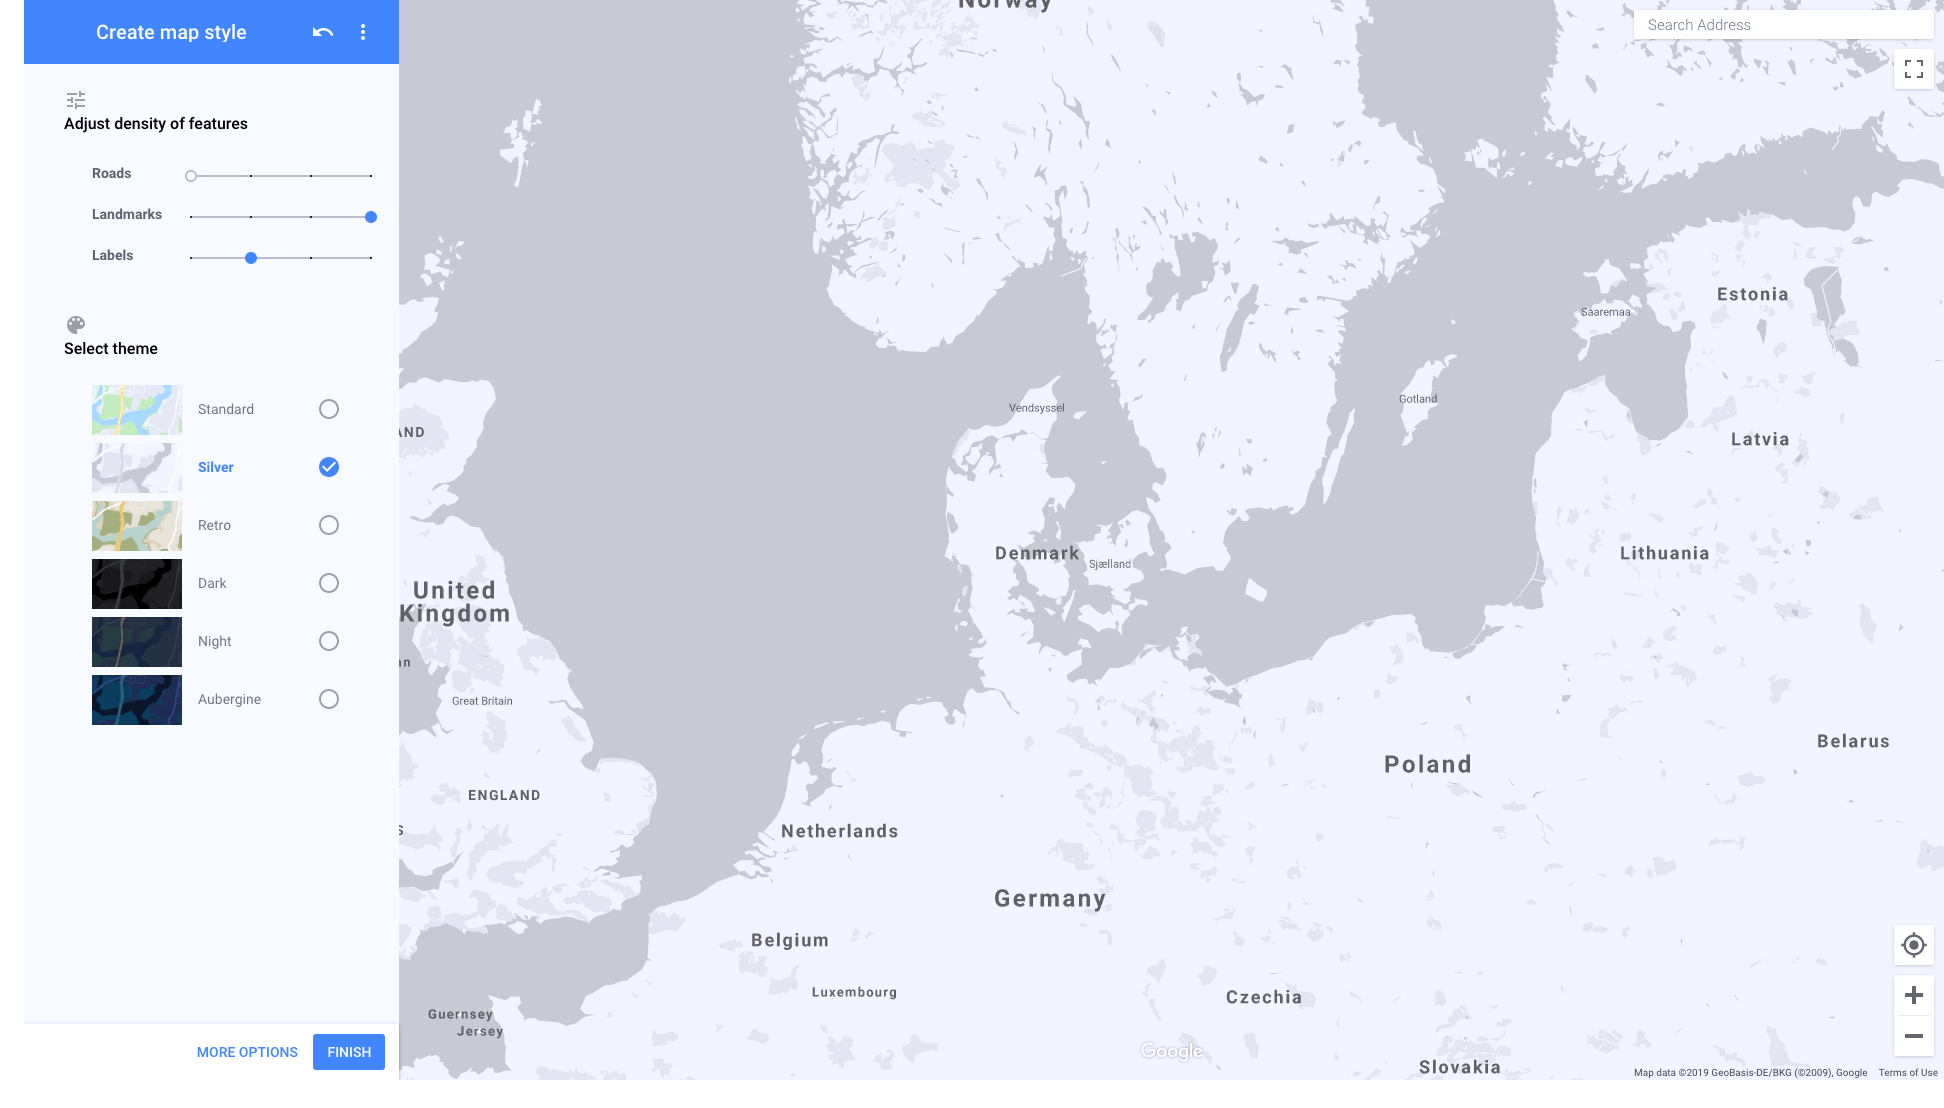 Create map style
Adjust density of features
Roads
Landmarks
Labels
Select theme
Standard
Silver
Retro
Dark
Night
Aubergine
MORE OPTIONS
FINISH
Search Address
Norway
Estonia
Saaremaa
Gotland
Vendsyssel
AND
Latvia
Denmark
Sjælland
Lithuania
United
Kingdom
an
Great Britain
Belarus
Poland
ENGLAND
S
Netherlands
Germany
Belgium
Luxembourg
Czechia
Guernsey
Jersey
Google
Slovakia
Map data ©2019 GeoBasis-DE/BKG (©2009), Google
Terms of Use